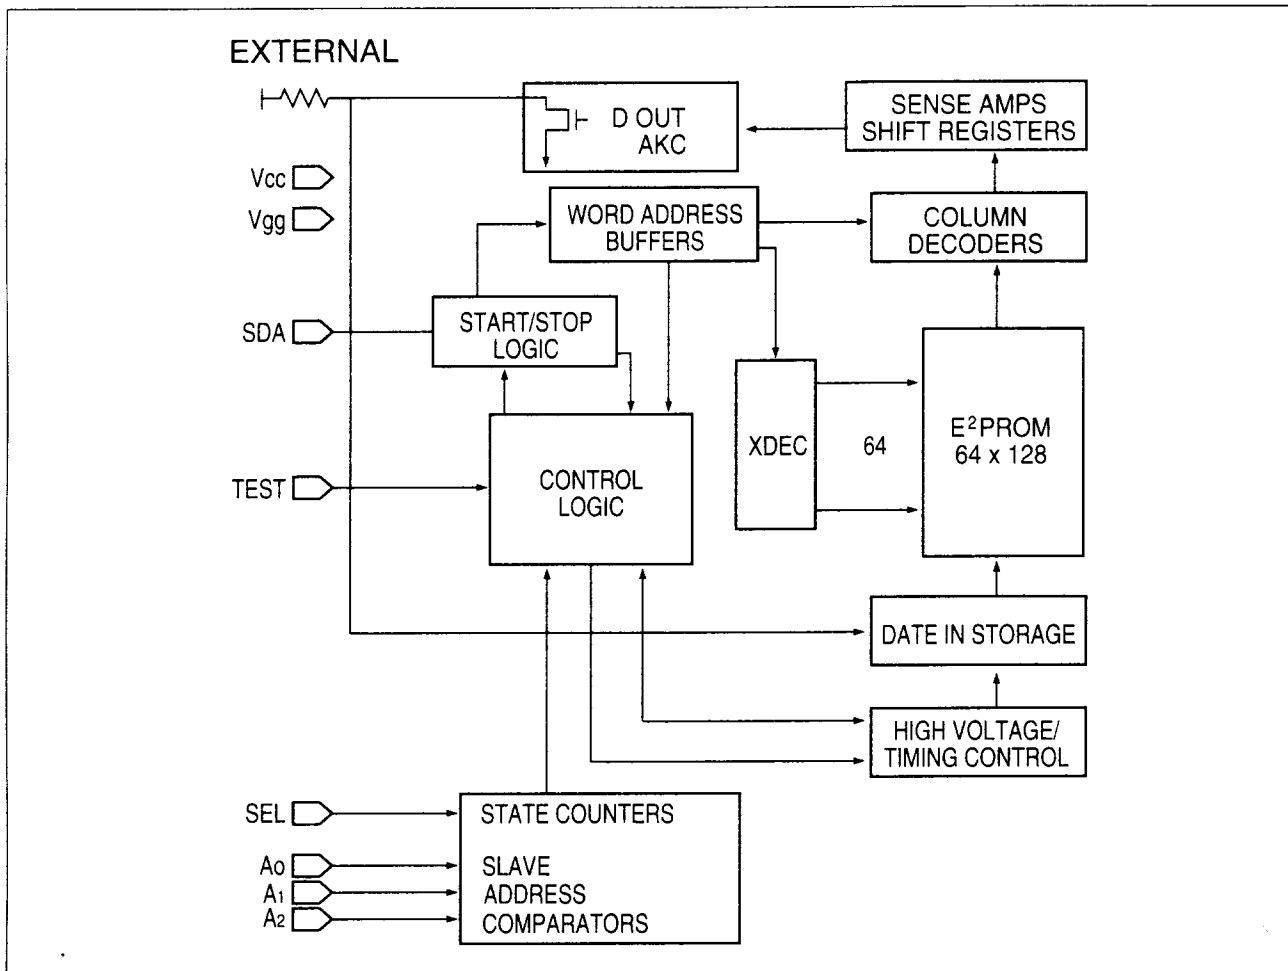 EXTERNAL
D OUT
AKC
SENSE AMPS
SHIFT REGISTERS
Vcc
Vgg
WORD ADDRESS
BUFFERS
COLUMN
DECODERS
SDA
START/STOP
LOGIC
XDEC
64
E²PROM
64 x 128
TEST
CONTROL
LOGIC
DATE IN STORAGE
HIGH VOLTAGE/
TIMING CONTROL
SEL
STATE COUNTERS
A0
SLAVE
A1
ADDRESS
A2
COMPARATORS